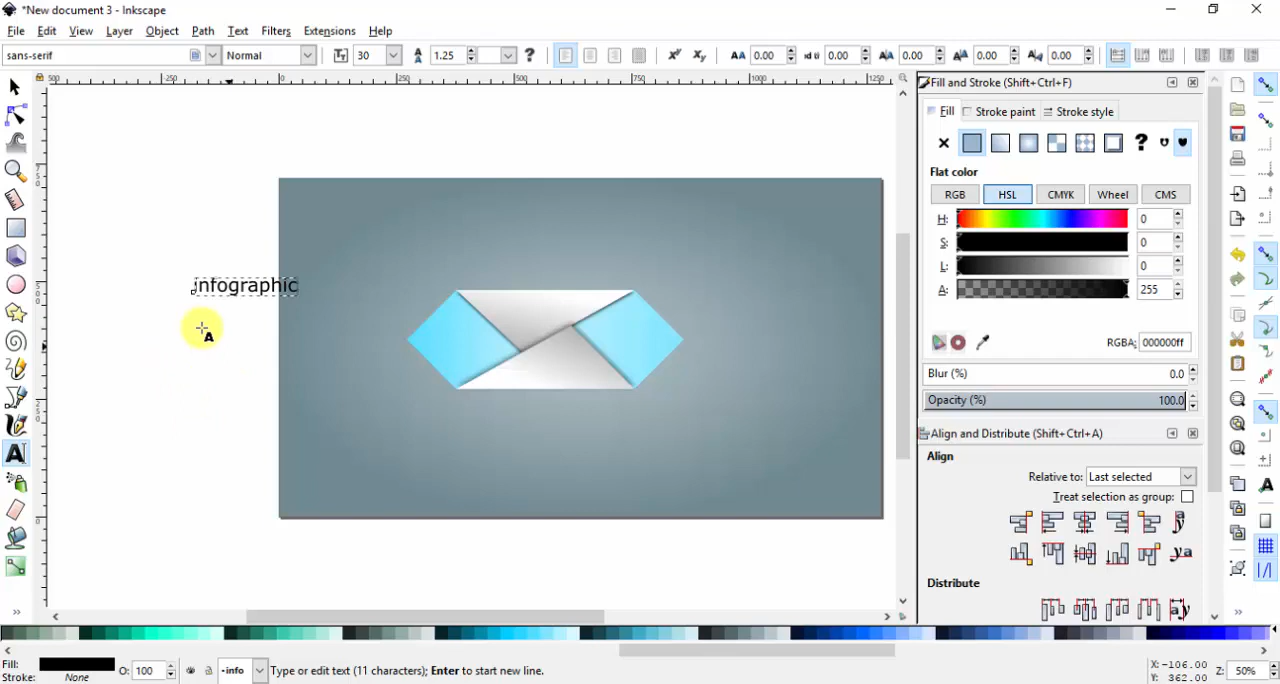 *New document 3 - Inkscape
File Edit View Layer Object Path Text Filters Extensions Help
sans-serif Normal 30 1.25 0.00 0.00 0.00 0.00 0.00
Fill and Stroke (Shift+Ctrl+F)
Fill Stroke paint Stroke style
Flat color
RGB HSL CMYK Wheel CMS
H: 0
S: 0
L: 0
A: 255
RGBA: 000000ff
Blur (%) 0.0
Opacity (%) 100.0
Align and Distribute (Shift+Ctrl+A)
Align
Relative to: Last selected
Treat selection as group:
Distribute
infographic
Fill: O: 100 info Type or edit text (11 characters); Enter to start new line. X: -106.00 Z: 50%
Stroke: None Y: 362.00